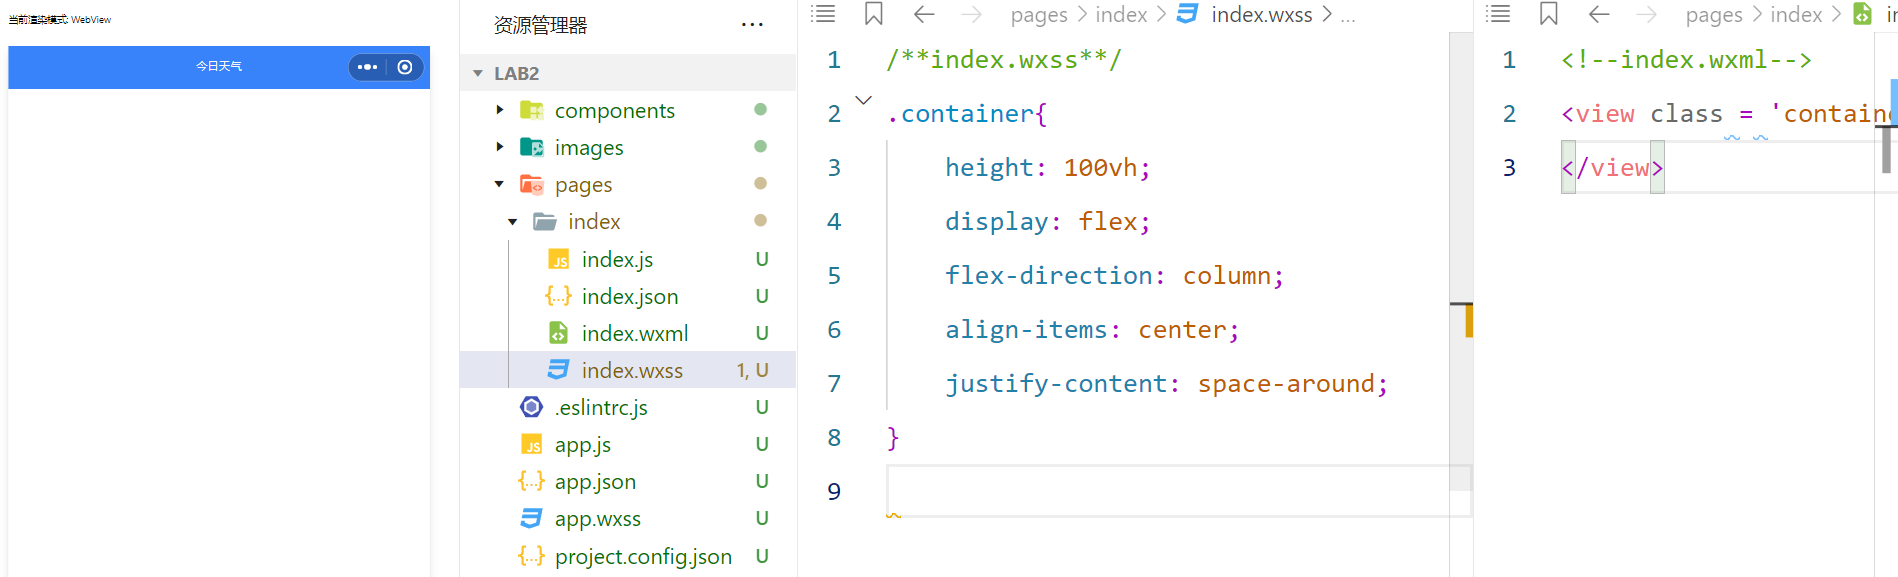 当前渲染模式: WebView
今日天气
资源管理器
LAB2
components
images
pages
index
index.js U
index.json U
index.wxml U
index.wxss 1, U
.eslintrc.js U
app.js U
app.json U
app.wxss U
project.config.json U
pages > index > index.wxss > ...
1 /**index.wxss**/
2 .container{
3 height: 100vh;
4 display: flex;
5 flex-direction: column;
6 align-items: center;
7 justify-content: space-around;
8 }
9
pages > index >
1 <!--index.wxml-->
2 <view class = 'contain
3 </view>